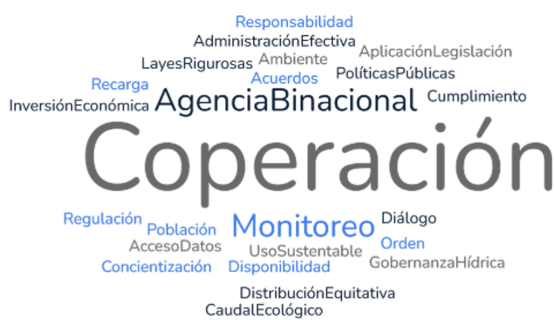 Responsabilidad
AdministraciónEfectiva
AplicaciónLegislación
LayesRigurosas Ambiente
Acuerdos PolíticasPúblicas
Recarga
InversiónEconómica AgenciaBinacional Cumplimiento
Coperación
Regulación Población Monitoreo Diálogo
AccesoDatos UsoSustentable Orden
Concientización Disponibilidad GobernanzaHídrica
DistribuciónEquitativa
CaudalEcológico